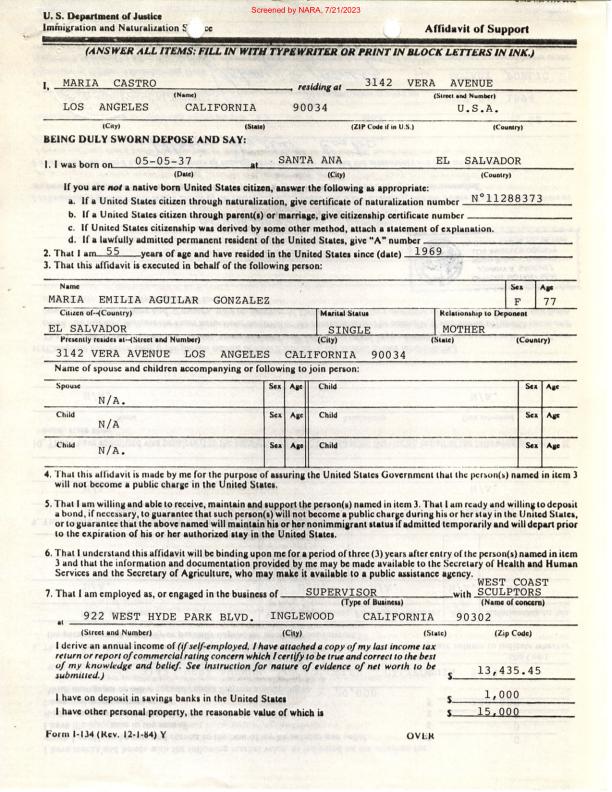 Screened by NARA, 7/21/2023
U. S. Department of Justice
Immigration and Naturalization S ce
Affidavit of Support
(ANSWER ALL ITEMS: FILL IN WITH TYPEWRITER OR PRINT IN BLOCK LETTERS IN INK.)
I, MARIA CASTRO residing at 3142 VERA AVENUE
(Name) (Street and Number)
LOS ANGELES CALIFORNIA 90034 U.S.A.
(City) (State) (ZIP Code if in U.S.) (Country)
BEING DULY SWORN DEPOSE AND SAY:
1. I was born on 05-05-37 at SANTA ANA EL SALVADOR
(Date) (City) (Country)
If you are not a native born United States citizen, answer the following as appropriate:
a. If a United States citizen through naturalization, give certificate of naturalization number N°11288373
b. If a United States citizen through parent(s) or marriage, give citizenship certificate number
c. If United States citizenship was derived by some other method, attach a statement of explanation.
d. If a lawfully admitted permanent resident of the United States, give "A" number
2. That I am 55 years of age and have resided in the United States since (date) 1969
3. That this affidavit is executed in behalf of the following person:
Name Sex Age
MARIA EMILIA AGUILAR GONZALEZ F 77
Citizen of--(Country) Marital Status Relationship to Deponent
EL SALVADOR SINGLE MOTHER
Presently resides at--(Street and Number) (City) (State) (Country)
3142 VERA AVENUE LOS ANGELES CALIFORNIA 90034
Name of spouse and children accompanying or following to join person:
Spouse Sex Age Child Sex Age
N/A.
Child Sex Age Child Sex Age
N/A
Child Sex Age Child Sex Age
N/A.
4. That this affidavit is made by me for the purpose of assuring the United States Government that the person(s) named in item 3
will not become a public charge in the United States.
5. That I am willing and able to receive, maintain and support the person(s) named in item 3. That I am ready and willing to deposit
a bond, if necessary, to guarantee that such person(s) will not become a public charge during his or her stay in the United States,
or to guarantee that the above named will maintain his or her nonimmigrant status if admitted temporarily and will depart prior
to the expiration of his or her authorized stay in the United States.
6. That I understand this affidavit will be binding upon me for a period of three (3) years after entry of the person(s) named in item
3 and that the information and documentation provided by me may be made available to the Secretary of Health and Human
Services and the Secretary of Agriculture, who may make it available to a public assistance agency.
WEST COAST
7. That I am employed as, or engaged in the business of SUPERVISOR with SCULPTORS
(Type of Business) (Name of concern)
at 922 WEST HYDE PARK BLVD. INGLEWOOD CALIFORNIA 90302
(Street and Number) (City) (State) (Zip Code)
I derive an annual income of (if self-employed, I have attached a copy of my last income tax
return or report of commercial rating concern which I certify to be true and correct to the best
of my knowledge and belief. See instruction for nature of evidence of net worth to be
submitted.) $ 13,435.45
I have on deposit in savings banks in the United States $ 1,000
I have other personal property, the reasonable value of which is $ 15,000
Form I-134 (Rev. 12-1-84) Y OVER